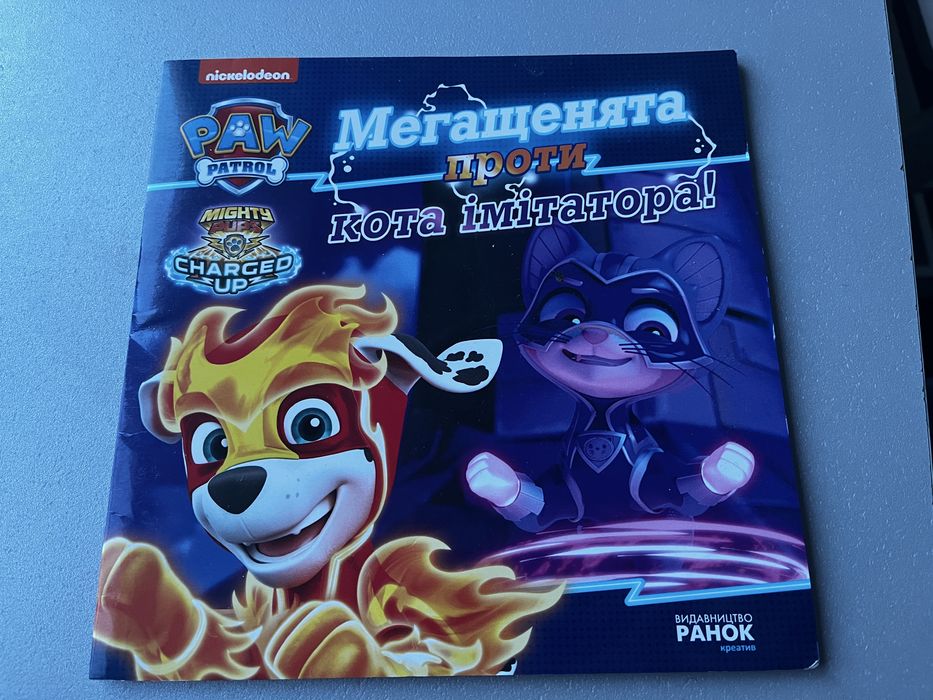 nickelodeon
PAW
PATROL
MIGHTY
PUPS
CHARGED
UP
Мегащенята
проти
кота імітатора!
ВИДАВНИЦТВО
РАНОК
креатив